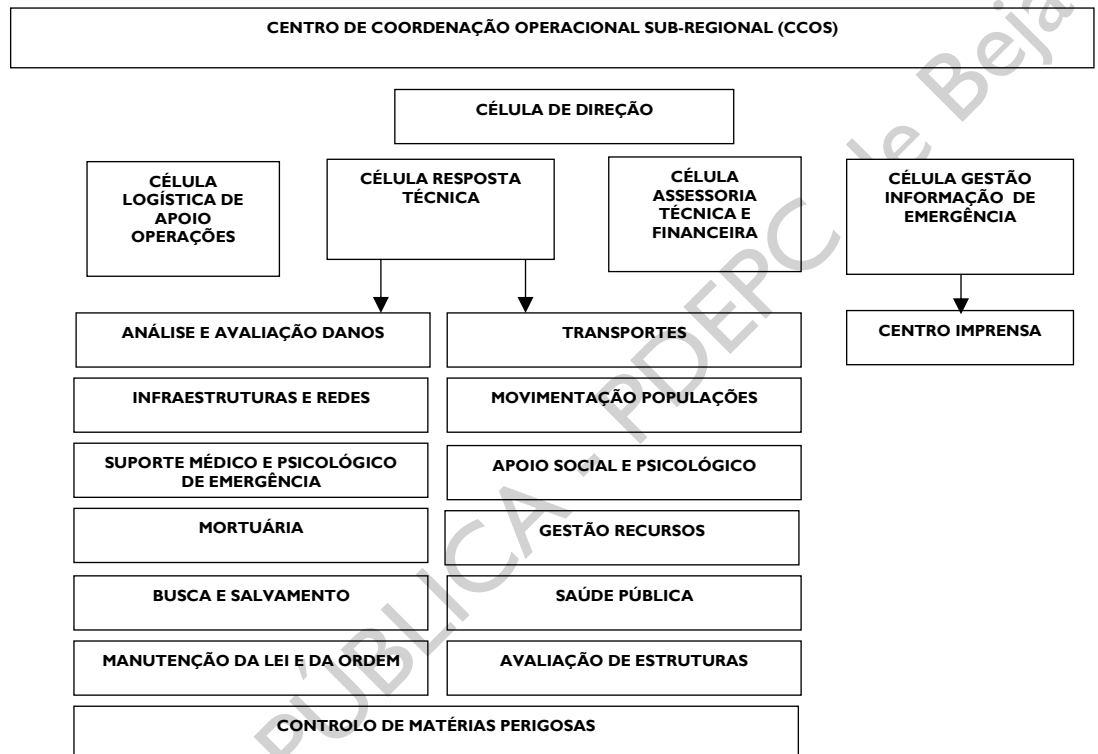 CENTRO DE COORDENAÇÃO OPERACIONAL SUB-REGIONAL (CCOS)
CÉLULA DE DIREÇÃO
CÉLULA
LOGÍSTICA DE
APOIO
OPERAÇÕES
CÉLULA RESPOSTA
TÉCNICA
CÉLULA
ASSESSORIA
TÉCNICA E
FINANCEIRA
CÉLULA GESTÃO
INFORMAÇÃO DE
EMERGÊNCIA
ANÁLISE E AVALIAÇÃO DANOS
TRANSPORTES
CENTRO IMPRENSA
INFRAESTRUTURAS E REDES
MOVIMENTAÇÃO POPULAÇÕES
SUPORTE MÉDICO E PSICOLÓGICO
DE EMERGÊNCIA
APOIO SOCIAL E PSICOLÓGICO
MORTUÁRIA
GESTÃO RECURSOS
BUSCA E SALVAMENTO
SAÚDE PÚBLICA
MANUTENÇÃO DA LEI E DA ORDEM
AVALIAÇÃO DE ESTRUTURAS
CONTROLO DE MATÉRIAS PERIGOSAS
PÚBLICA - PDEPC de Beja